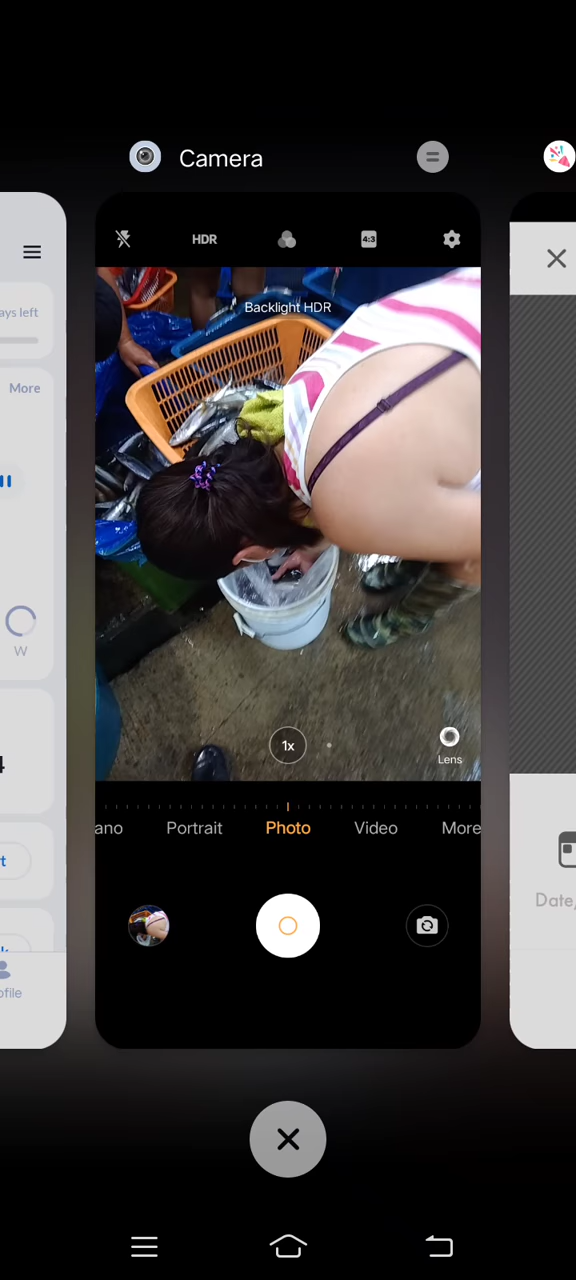 Camera
HDR
4:3
ays left
Backlight HDR
More
W
4
1x
Lens
ano Portrait Photo Video More
rt
k
ofile
Date/